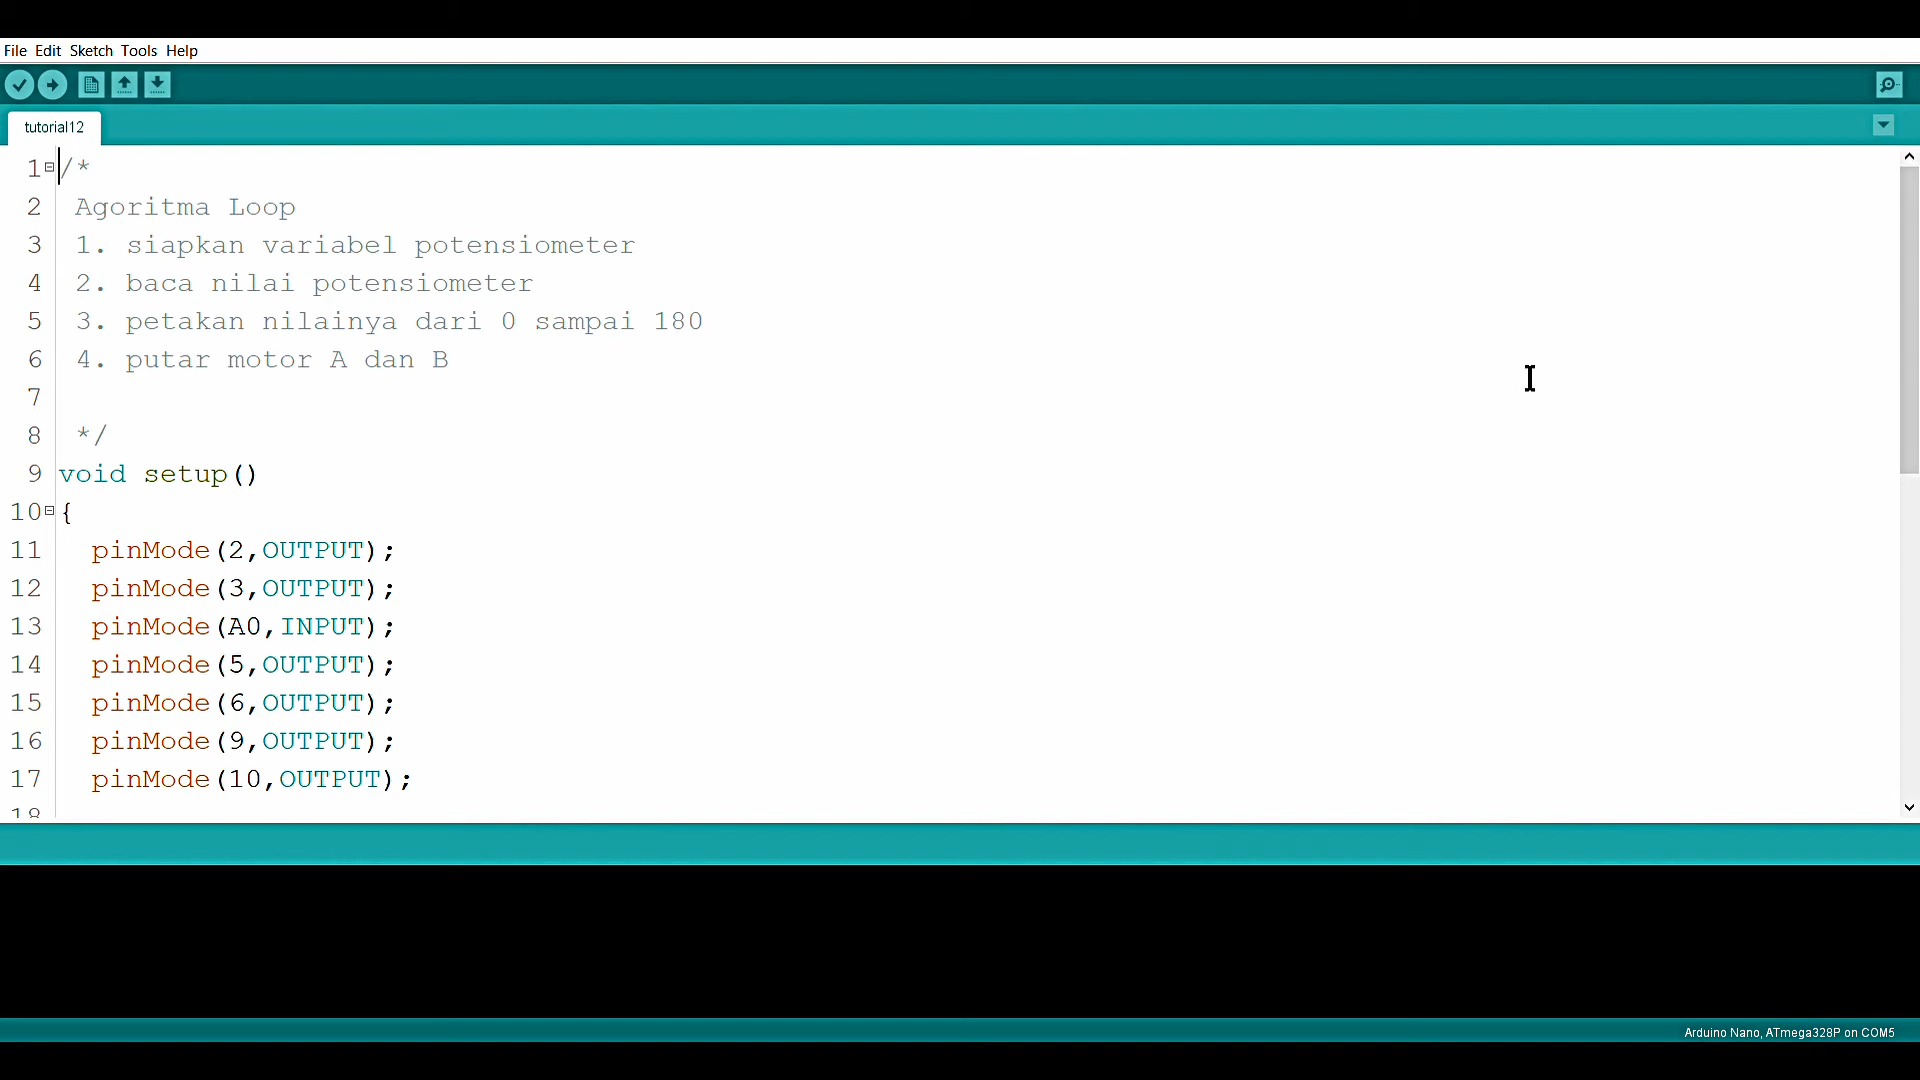 File Edit Sketch Tools Help
tutorial12
1 /*
2 Agoritma Loop
3 1. siapkan variabel potensiometer
4 2. baca nilai potensiometer
5 3. petakan nilainya dari 0 sampai 180
6 4. putar motor A dan B
7
8 */
9 void setup()
10 {
11 pinMode(2,OUTPUT);
12 pinMode(3,OUTPUT);
13 pinMode(A0,INPUT);
14 pinMode(5,OUTPUT);
15 pinMode(6,OUTPUT);
16 pinMode(9,OUTPUT);
17 pinMode(10,OUTPUT);
18
Arduino Nano, ATmega328P on COM5